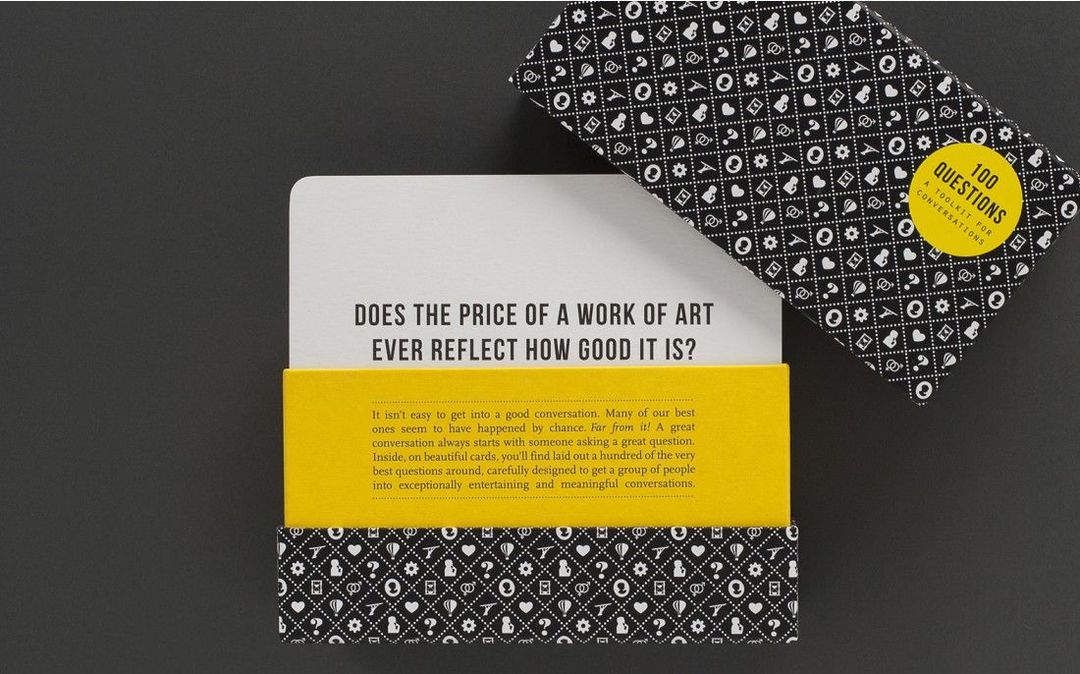 100
QUESTIONS
A TOOLKIT FOR
CONVERSATIONS
DOES THE PRICE OF A WORK OF ART
EVER REFLECT HOW GOOD IT IS?
It isn't easy to get into a good conversation. Many of our best
ones seem to have happened by chance. Far from it! A great
conversation always starts with someone asking a great question.
Inside, on beautiful cards, you'll find laid out a hundred of the very
best questions around, carefully designed to get a group of people
into exceptionally entertaining and meaningful conversations.